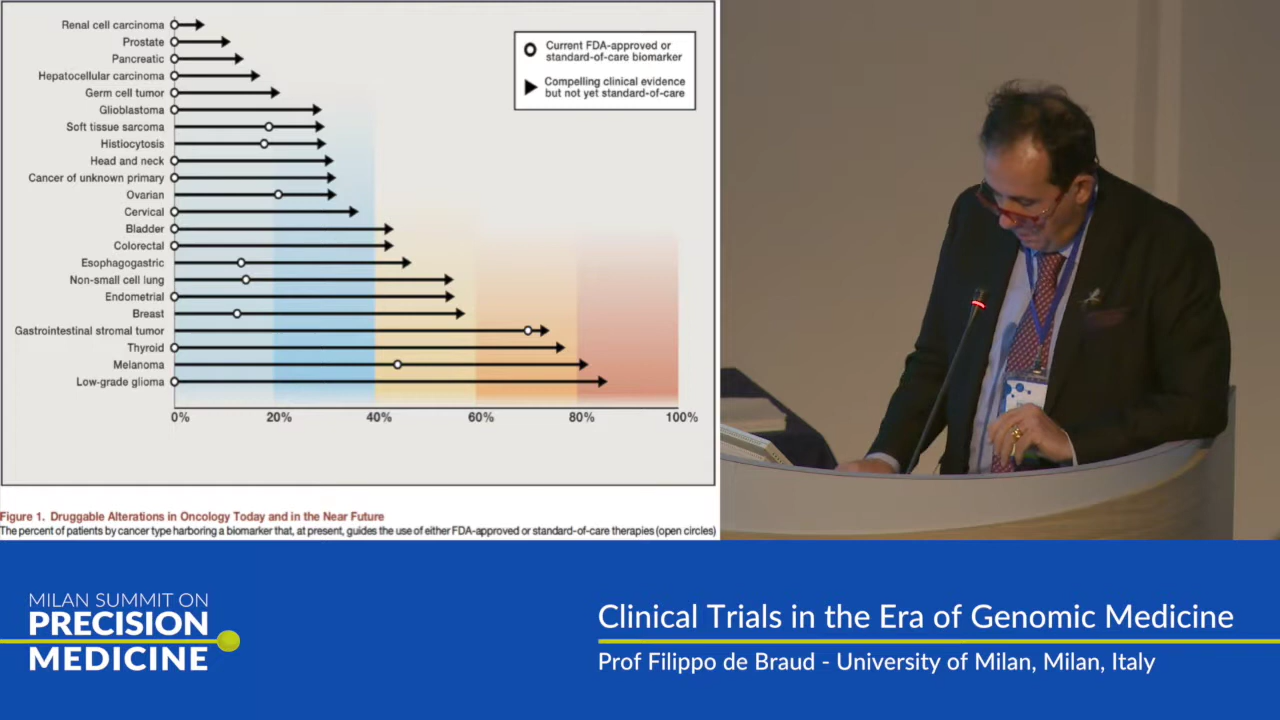 Renal cell carcinoma
Prostate
Pancreatic
Hepatocellular carcinoma
Germ cell tumor
Glioblastoma
Soft tissue sarcoma
Histiocytosis
Head and neck
Cancer of unknown primary
Ovarian
Cervical
Bladder
Colorectal
Esophagogastric
Non-small cell lung
Endometrial
Breast
Gastrointestinal stromal tumor
Thyroid
Melanoma
Low-grade glioma
0% 20% 40% 60% 80% 100%
Current FDA-approved or
standard-of-care biomarker
Compelling clinical evidence
but not yet standard-of-care
Figure 1. Druggable Alterations in Oncology Today and in the Near Future
The percent of patients by cancer type harboring a biomarker that, at present, guides the use of either FDA-approved or standard-of-care therapies (open circles)
MILAN SUMMIT ON
PRECISION
MEDICINE
Clinical Trials in the Era of Genomic Medicine
Prof Filippo de Braud - University of Milan, Milan, Italy